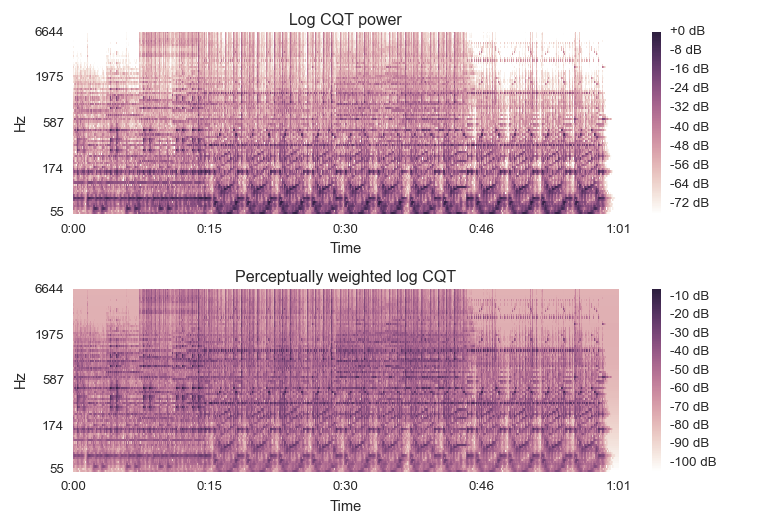 Log CQT power
6644
1975
587
174
55
Hz
0:00 0:15 0:30 0:46 1:01
Time
+0 dB
-8 dB
-16 dB
-24 dB
-32 dB
-40 dB
-48 dB
-56 dB
-64 dB
-72 dB
Perceptually weighted log CQT
6644
1975
587
174
55
Hz
0:00 0:15 0:30 0:46 1:01
Time
-10 dB
-20 dB
-30 dB
-40 dB
-50 dB
-60 dB
-70 dB
-80 dB
-90 dB
-100 dB